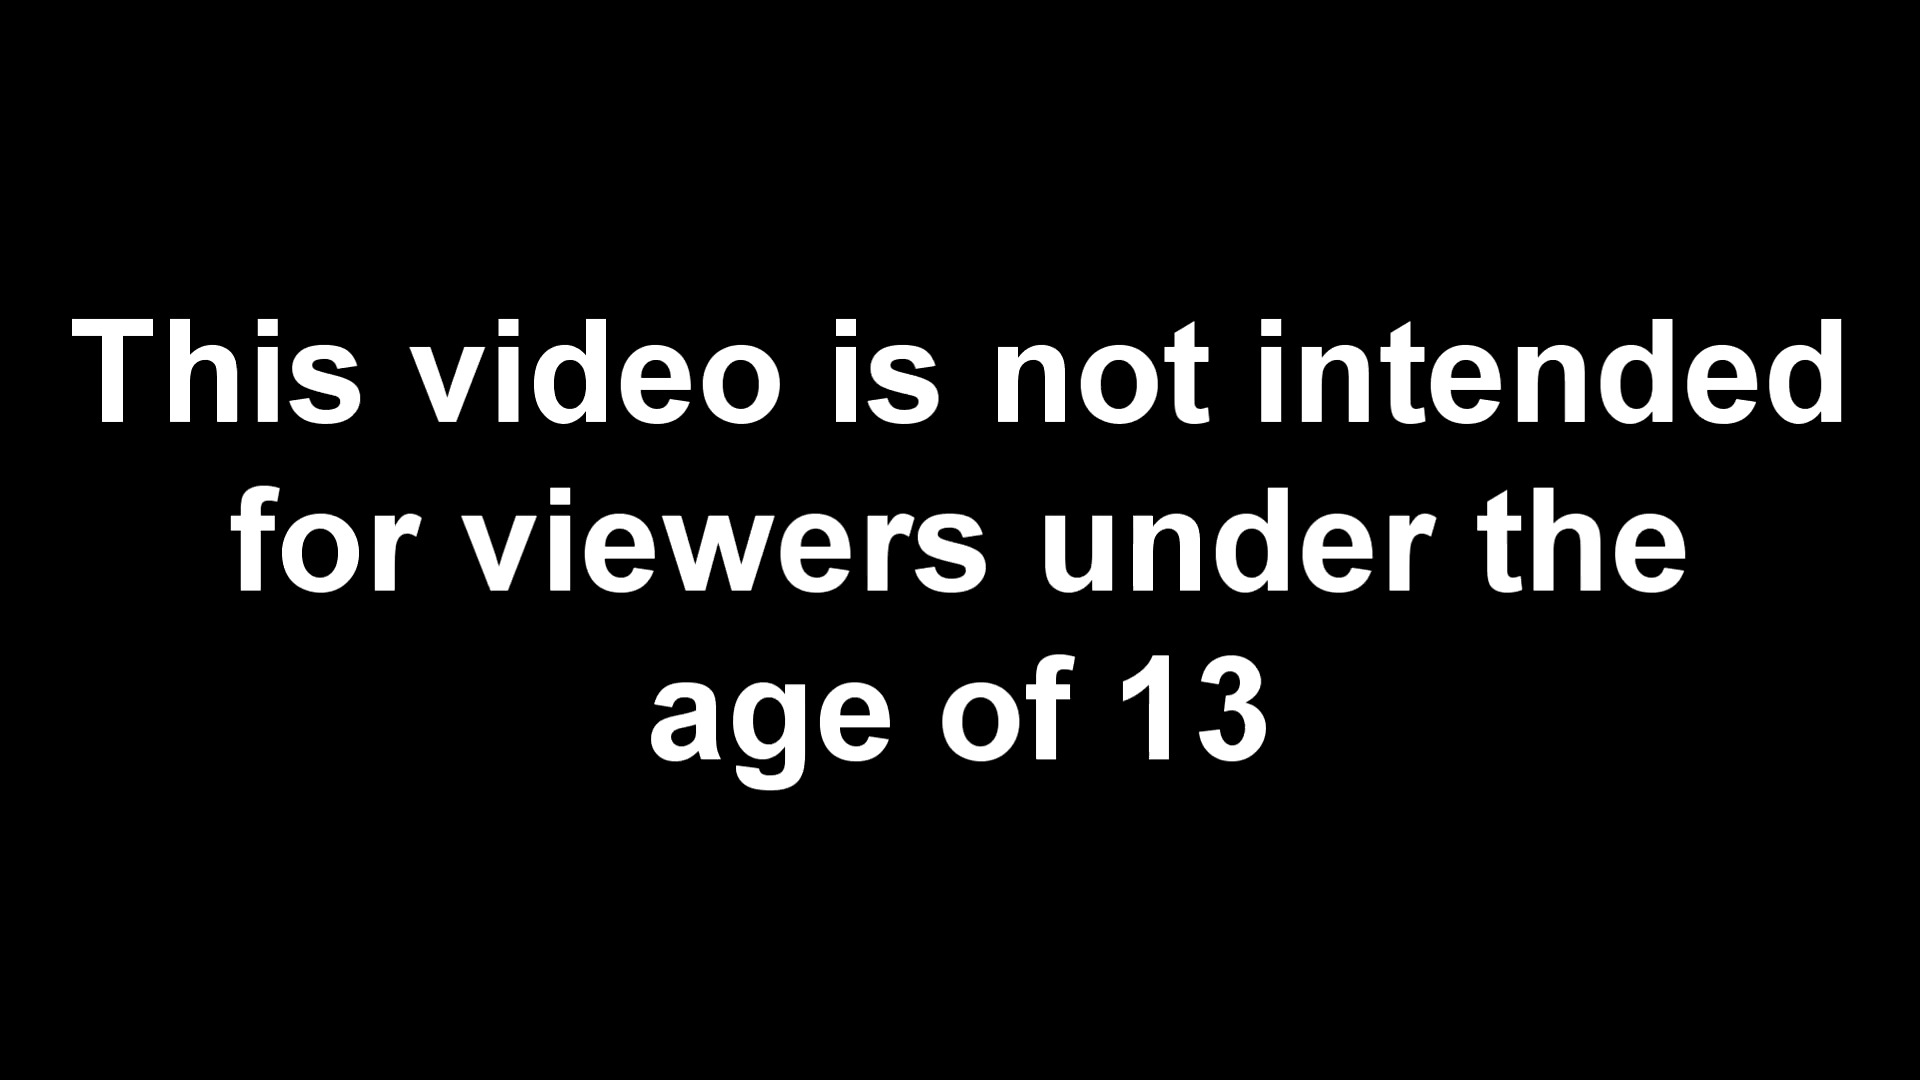 This video is not intended
for viewers under the
age of 13